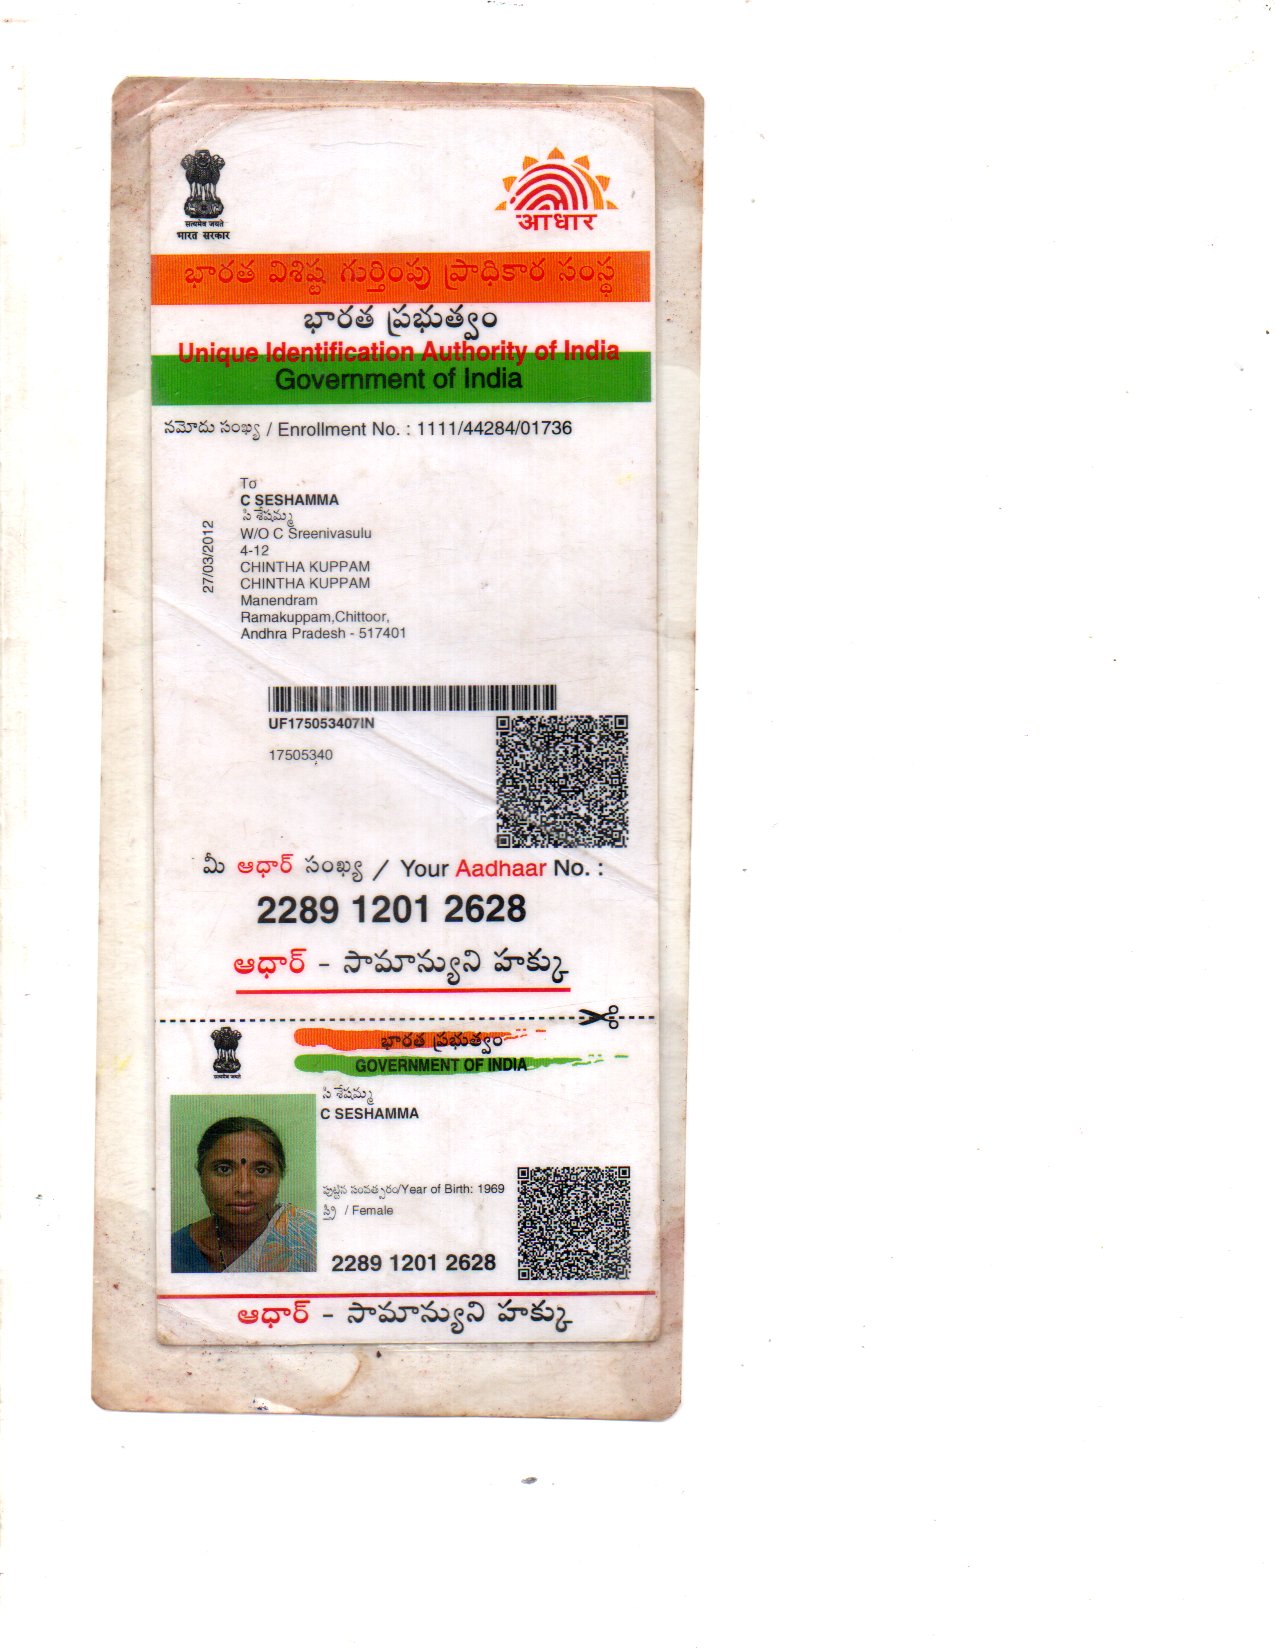 सत्यमेव जयते
भारत सरकार
आधार
భారత విశిష్ట గుర్తింపు ప్రాధికార సంస్థ
భారత ప్రభుత్వం
Unique Identification Authority of India
Government of India
నమోదు సంఖ్య / Enrollment No. : 1111/44284/01736
27/03/2012
To
C SESHAMMA
సి శేషమ్మ
W/O C Sreenivasulu
4-12
CHINTHA KUPPAM
CHINTHA KUPPAM
Manendram
Ramakuppam,Chittoor,
Andhra Pradesh - 517401
UF175053407IN
17505340
మీ ఆధార్ సంఖ్య / Your Aadhaar No. :
2289 1201 2628
ఆధార్ - సామాన్యుని హక్కు
सत्यमेव जयते
భారత ప్రభుత్వం
GOVERNMENT OF INDIA
సి శేషమ్మ
C SESHAMMA
పుట్టిన సంవత్సరం/Year of Birth: 1969
స్త్రీ / Female
2289 1201 2628
ఆధార్ - సామాన్యుని హక్కు